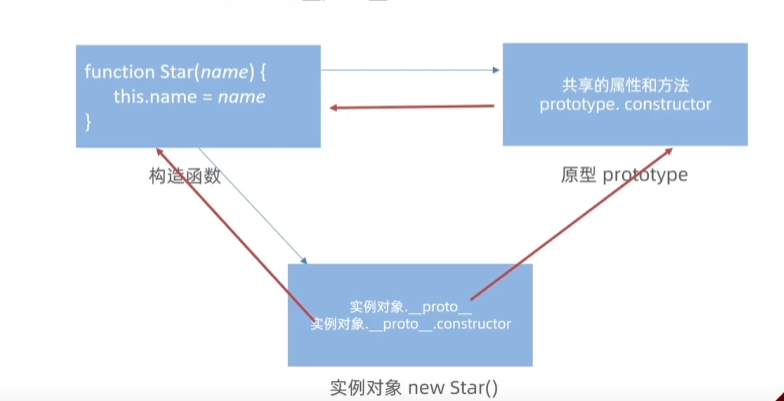 function Star(name) {
this.name = name
}
共享的属性和方法
prototype. constructor
构造函数
原型 prototype
实例对象.__proto__
实例对象.__proto__.constructor
实例对象 new Star()